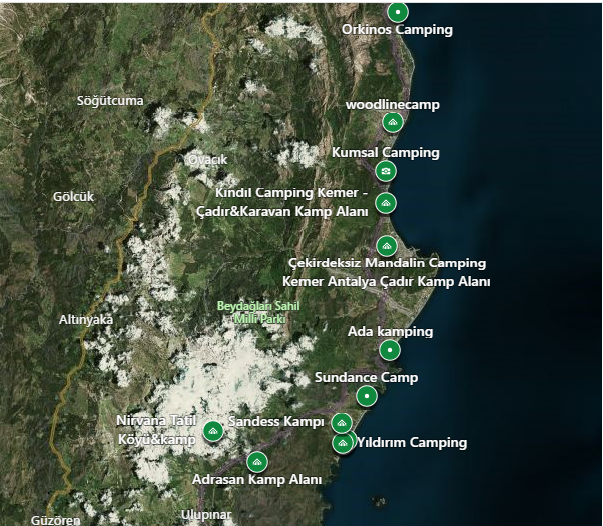 Orkinos Camping
Söğütcuma
woodlinecamp
Kumsal Camping
Ovacık
Gölcük
Kındıl Camping Kemer -
Çadır&Karavan Kamp Alanı
Çekirdeksiz Mandalin Camping
Kemer Antalya Çadır Kamp Alanı
Beydağları Sahil
Milli Parkı
Altınyaka
Ada kamping
Sundance Camp
Nirvana Tatil
Köyü&kamp
Sandess Kampı
Yıldırım Camping
Adrasan Kamp Alanı
Güzören
Ulupınar